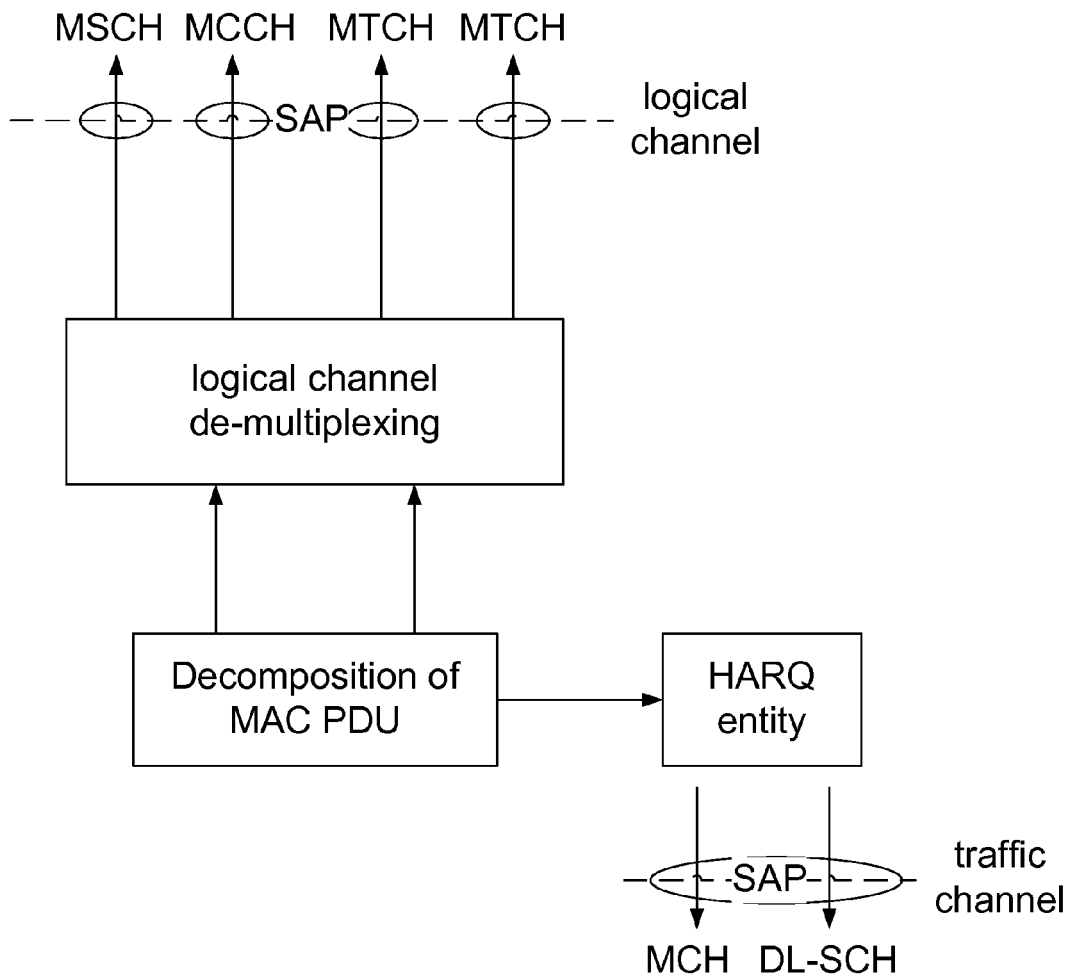 MSCH MCCH MTCH MTCH
SAP
logical
channel
logical channel
de-multiplexing
Decomposition of
MAC PDU
HARQ
entity
SAP
traffic
channel
MCH DL-SCH